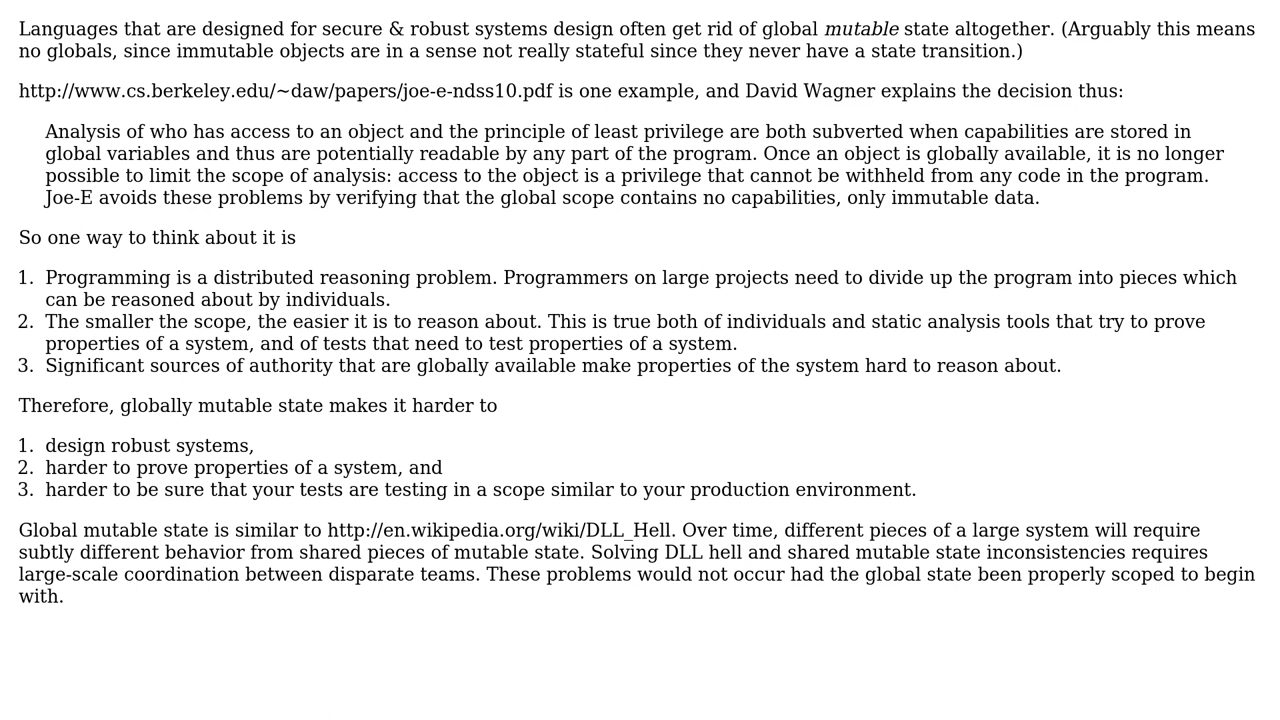 Languages that are designed for secure & robust systems design often get rid of global mutable state altogether. (Arguably this means
no globals, since immutable objects are in a sense not really stateful since they never have a state transition.)
http://www.cs.berkeley.edu/~daw/papers/joe-e-ndss10.pdf is one example, and David Wagner explains the decision thus:
Analysis of who has access to an object and the principle of least privilege are both subverted when capabilities are stored in
global variables and thus are potentially readable by any part of the program. Once an object is globally available, it is no longer
possible to limit the scope of analysis: access to the object is a privilege that cannot be withheld from any code in the program.
Joe-E avoids these problems by verifying that the global scope contains no capabilities, only immutable data.
So one way to think about it is
1. Programming is a distributed reasoning problem. Programmers on large projects need to divide up the program into pieces which
can be reasoned about by individuals.
2. The smaller the scope, the easier it is to reason about. This is true both of individuals and static analysis tools that try to prove
properties of a system, and of tests that need to test properties of a system.
3. Significant sources of authority that are globally available make properties of the system hard to reason about.
Therefore, globally mutable state makes it harder to
1. design robust systems,
2. harder to prove properties of a system, and
3. harder to be sure that your tests are testing in a scope similar to your production environment.
Global mutable state is similar to http://en.wikipedia.org/wiki/DLL_Hell. Over time, different pieces of a large system will require
subtly different behavior from shared pieces of mutable state. Solving DLL hell and shared mutable state inconsistencies requires
large-scale coordination between disparate teams. These problems would not occur had the global state been properly scoped to begin
with.